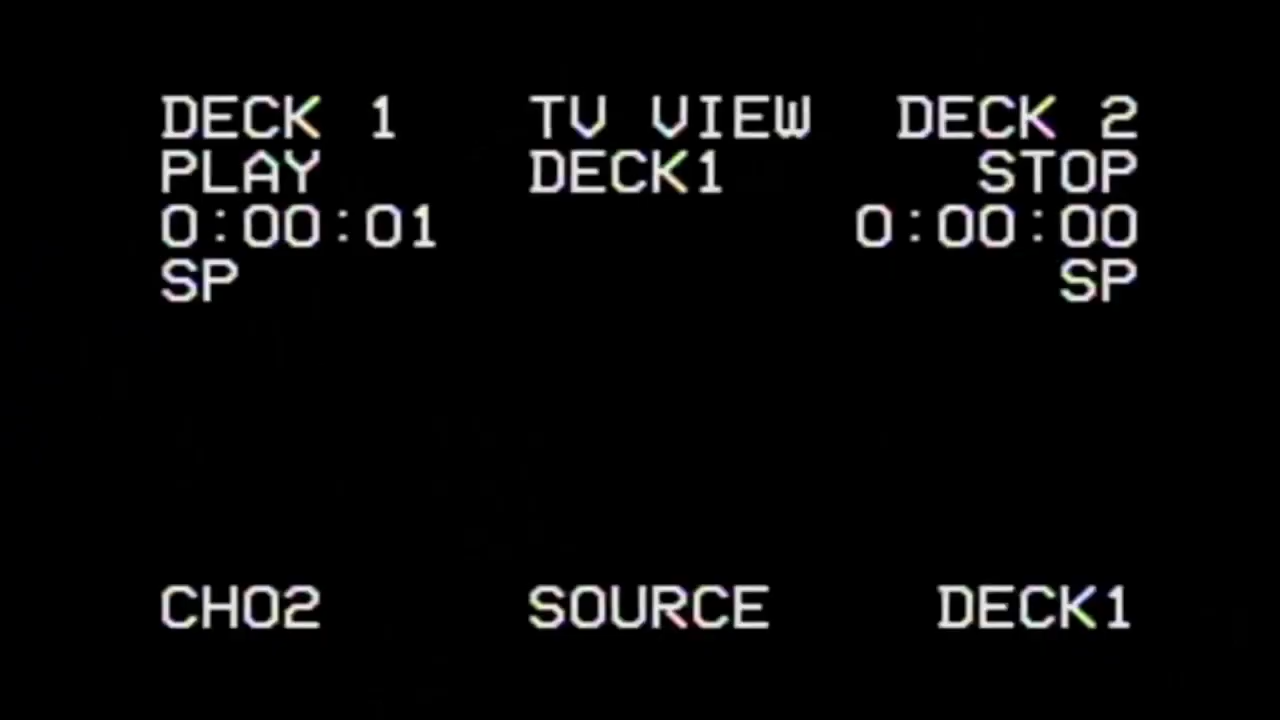 DECK 1 TV VIEW DECK 2
PLAY DECK1 STOP
0:00:01 0:00:00
SP SP
CH02 SOURCE DECK1